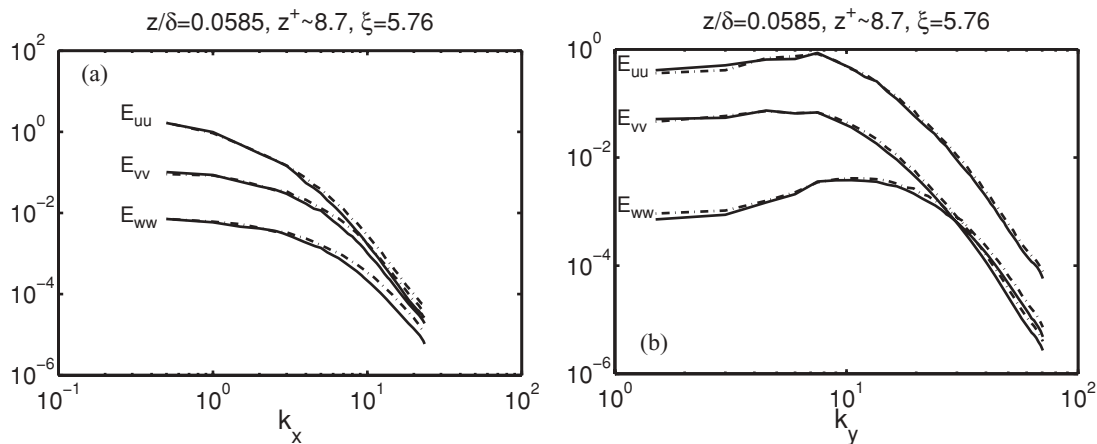 z/δ=0.0585, z⁺~8.7, ξ=5.76
10²
10⁰
10⁻²
10⁻⁴
10⁻⁶
(a)
E_uu
E_vv
E_ww
10⁻¹
10⁰
10¹
10²
k_x
z/δ=0.0585, z⁺~8.7, ξ=5.76
10⁰
10⁻²
10⁻⁴
10⁻⁶
E_uu
E_vv
E_ww
(b)
10⁰
10¹
10²
k_y